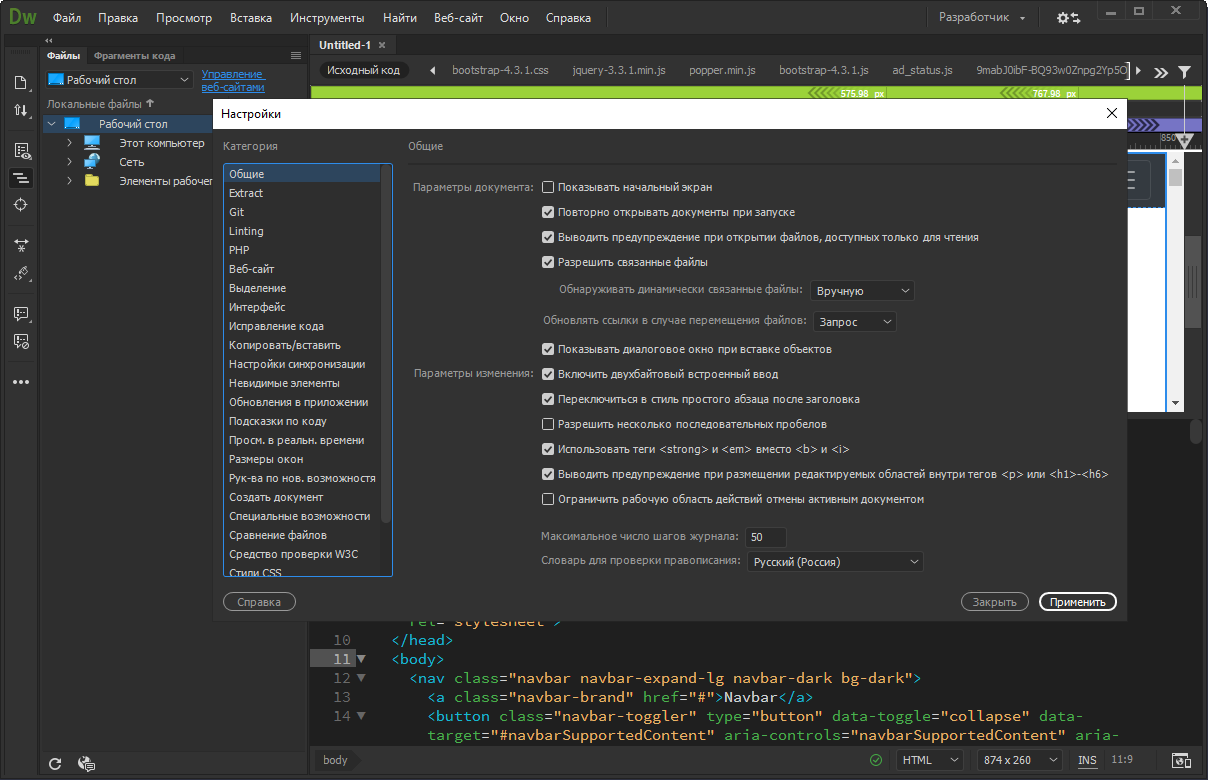 Dw Файл Правка Просмотр Вставка Инструменты Найти Веб-сайт Окно Справка Разработчик
Файлы Фрагменты кода
Untitled-1
Рабочий стол Управление веб-сайтами
Исходный код bootstrap-4.3.1.css jquery-3.3.1.min.js popper.min.js bootstrap-4.3.1.js ad_status.js 9mabJ0ibF-BQ93w0Znpg2Yp5O
575.98 px 767.98 px
Локальные файлы
Рабочий стол
Этот компьютер
Сеть
Элементы рабочег
850
Настройки
Категория
Общие
Extract
Git
Linting
PHP
Веб-сайт
Выделение
Интерфейс
Исправление кода
Копировать/вставить
Настройки синхронизации
Невидимые элементы
Обновления в приложении
Подсказки по коду
Просм. в реальн. времени
Размеры окон
Рук-ва по нов. возможностя
Создать документ
Специальные возможности
Сравнение файлов
Средство проверки W3C
Стили CSS
Общие
Параметры документа: Показывать начальный экран
Повторно открывать документы при запуске
Выводить предупреждение при открытии файлов, доступных только для чтения
Разрешить связанные файлы
Обнаруживать динамически связанные файлы: Вручную
Обновлять ссылки в случае перемещения файлов: Запрос
Показывать диалоговое окно при вставке объектов
Параметры изменения: Включить двухбайтовый встроенный ввод
Переключиться в стиль простого абзаца после заголовка
Разрешить несколько последовательных пробелов
Использовать теги <strong> и <em> вместо <b> и <i>
Выводить предупреждение при размещении редактируемых областей внутри тегов <p> или <h1>-<h6>
Ограничить рабочую область действий отмены активным документом
Максимальное число шагов журнала: 50
Словарь для проверки правописания: Русский (Россия)
Справка Закрыть Применить
rel="stylesheet">
10 </head>
11 <body>
12 <nav class="navbar navbar-expand-lg navbar-dark bg-dark">
13 <a class="navbar-brand" href="#">Navbar</a>
14 <button class="navbar-toggler" type="button" data-toggle="collapse" data-
target="#navbarSupportedContent" aria-controls="navbarSupportedContent" aria-
body HTML 874 x 260 INS 11:9